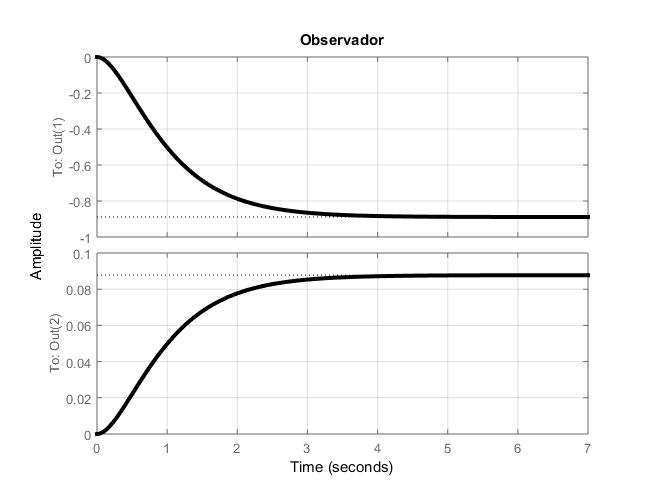 Observador
To: Out(1)
0
-0.2
-0.4
-0.6
-0.8
-1
Amplitude
To: Out(2)
0.1
0.08
0.06
0.04
0.02
0
0 1 2 3 4 5 6 7
Time (seconds)